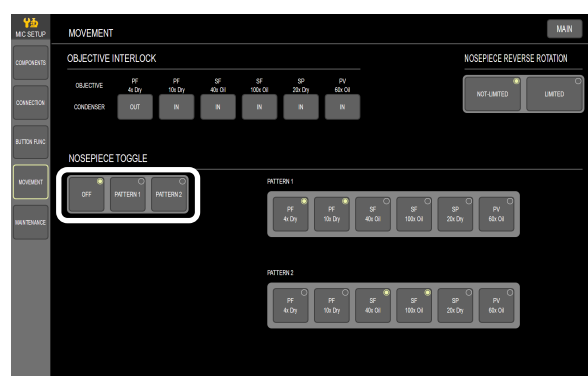 MIC SETUP
MOVEMENT
MAIN
COMPONENTS
CONNECTION
BUTTON FUNC
MOVEMENT
MAINTENANCE
OBJECTIVE INTERLOCK
OBJECTIVE
PF PF SF SF SP PV
4x Dry 10x Dry 40x Oil 100x Oil 20x Dry 60x Oil
CONDENSER OUT IN IN IN IN IN
NOSEPIECE REVERSE ROTATION
NOT-LIMITED LIMITED
NOSEPIECE TOGGLE
OFF PATTERN 1 PATTERN 2
PATTERN 1
PF PF SF SF SP PV
4x Dry 10x Dry 40x Oil 100x Oil 20x Dry 60x Oil
PATTERN 2
PF PF SF SF SP PV
4x Dry 10x Dry 40x Oil 100x Oil 20x Dry 60x Oil